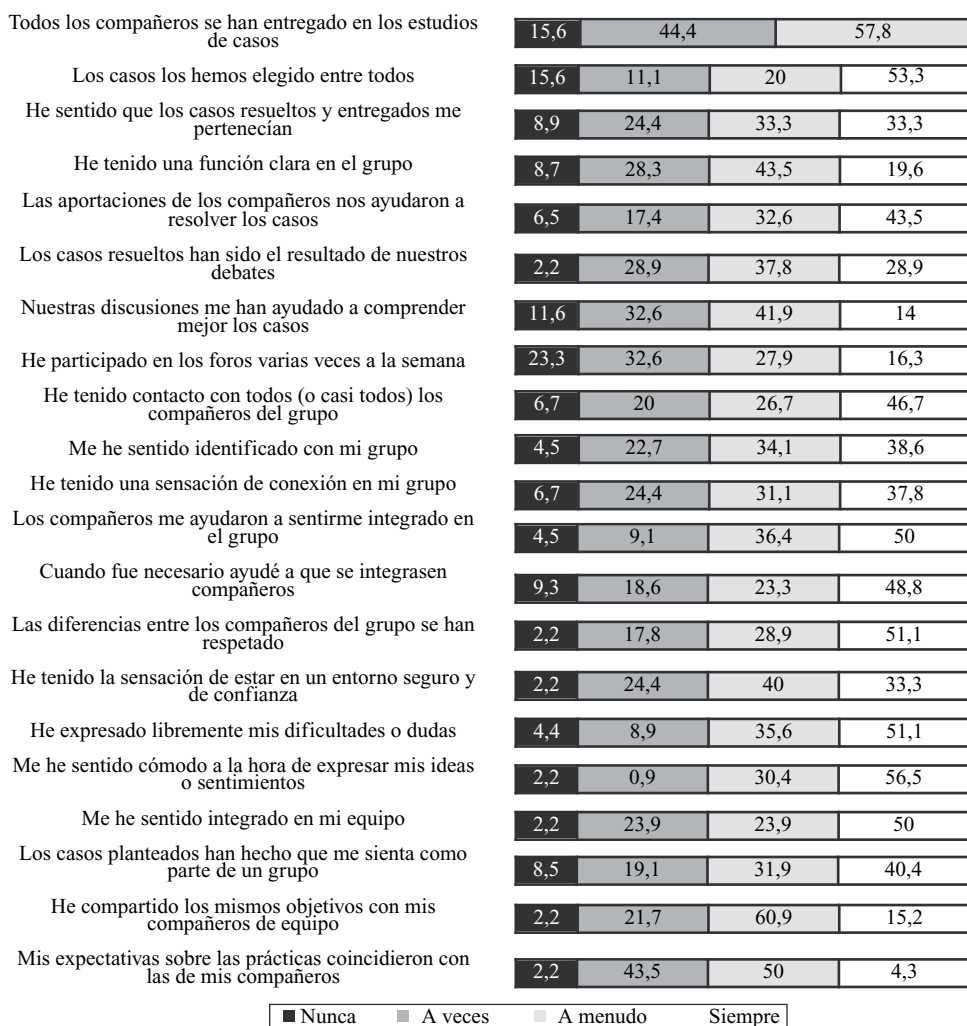 Todos los compañeros se han entregado en los estudios
de casos
15,6 44,4 57,8
Los casos los hemos elegido entre todos
15,6 11,1 20 53,3
He sentido que los casos resueltos y entregados me
pertenecían
8,9 24,4 33,3 33,3
He tenido una función clara en el grupo
8,7 28,3 43,5 19,6
Las aportaciones de los compañeros nos ayudaron a
resolver los casos
6,5 17,4 32,6 43,5
Los casos resueltos han sido el resultado de nuestros
debates
2,2 28,9 37,8 28,9
Nuestras discusiones me han ayudado a comprender
mejor los casos
11,6 32,6 41,9 14
He participado en los foros varias veces a la semana
23,3 32,6 27,9 16,3
He tenido contacto con todos (o casi todos) los
compañeros del grupo
6,7 20 26,7 46,7
Me he sentido identificado con mi grupo
4,5 22,7 34,1 38,6
He tenido una sensación de conexión en mi grupo
6,7 24,4 31,1 37,8
Los compañeros me ayudaron a sentirme integrado en
el grupo
4,5 9,1 36,4 50
Cuando fue necesario ayudé a que se integrasen
compañeros
9,3 18,6 23,3 48,8
Las diferencias entre los compañeros del grupo se han
respetado
2,2 17,8 28,9 51,1
He tenido la sensación de estar en un entorno seguro y
de confianza
2,2 24,4 40 33,3
He expresado libremente mis dificultades o dudas
4,4 8,9 35,6 51,1
Me he sentido cómodo a la hora de expresar mis ideas
o sentimientos
2,2 0,9 30,4 56,5
Me he sentido integrado en mi equipo
2,2 23,9 23,9 50
Los casos planteados han hecho que me sienta como
parte de un grupo
8,5 19,1 31,9 40,4
He compartido los mismos objetivos con mis
compañeros de equipo
2,2 21,7 60,9 15,2
Mis expectativas sobre las prácticas coincidieron con
las de mis compañeros
2,2 43,5 50 4,3
Nunca A veces A menudo Siempre